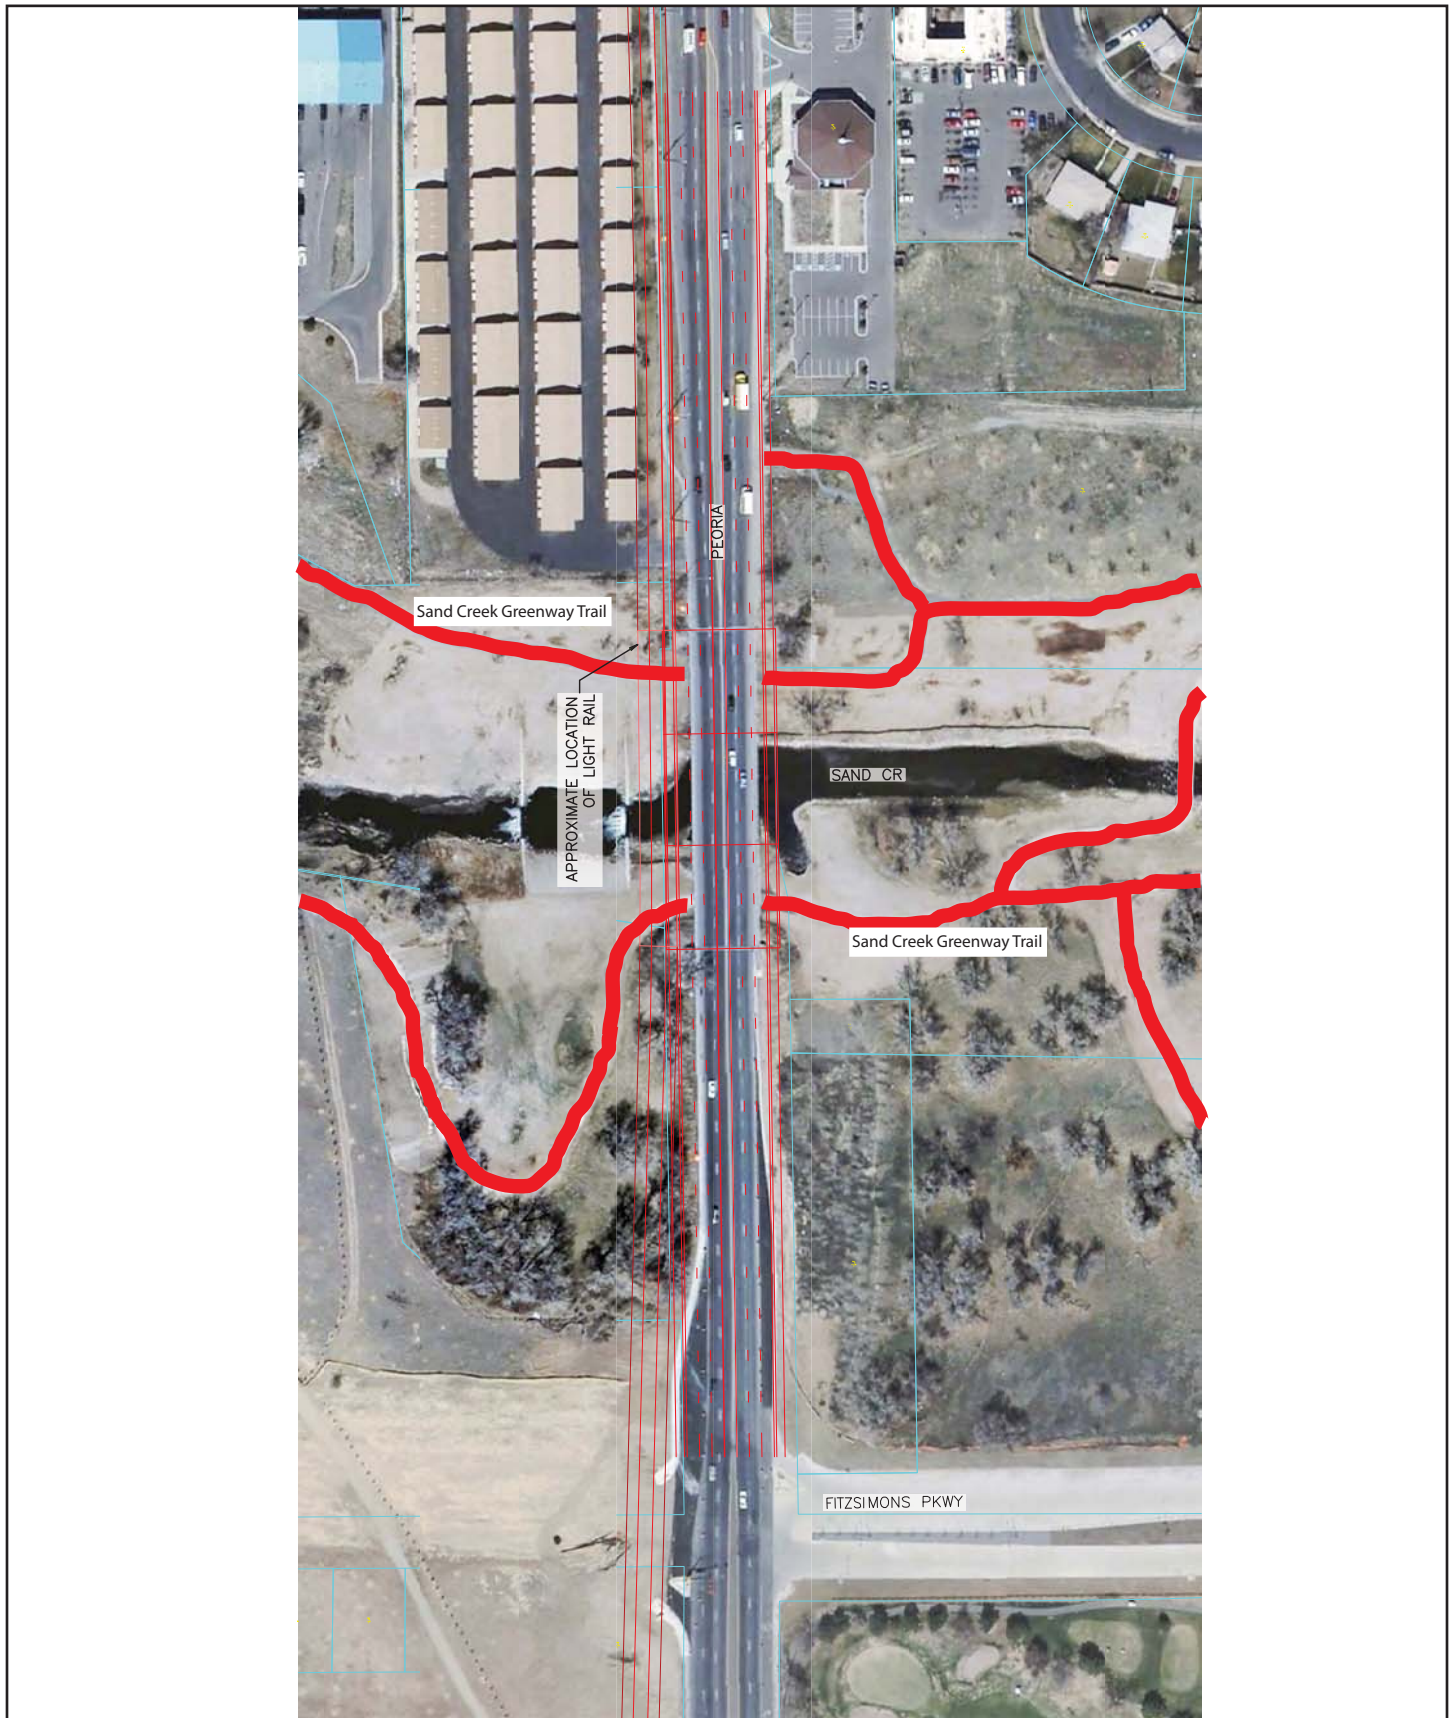 PEORIA
Sand Creek Greenway Trail
APPROXIMATE LOCATION
OF LIGHT RAIL
SAND CR
Sand Creek Greenway Trail
FITZSIMONS PKWY